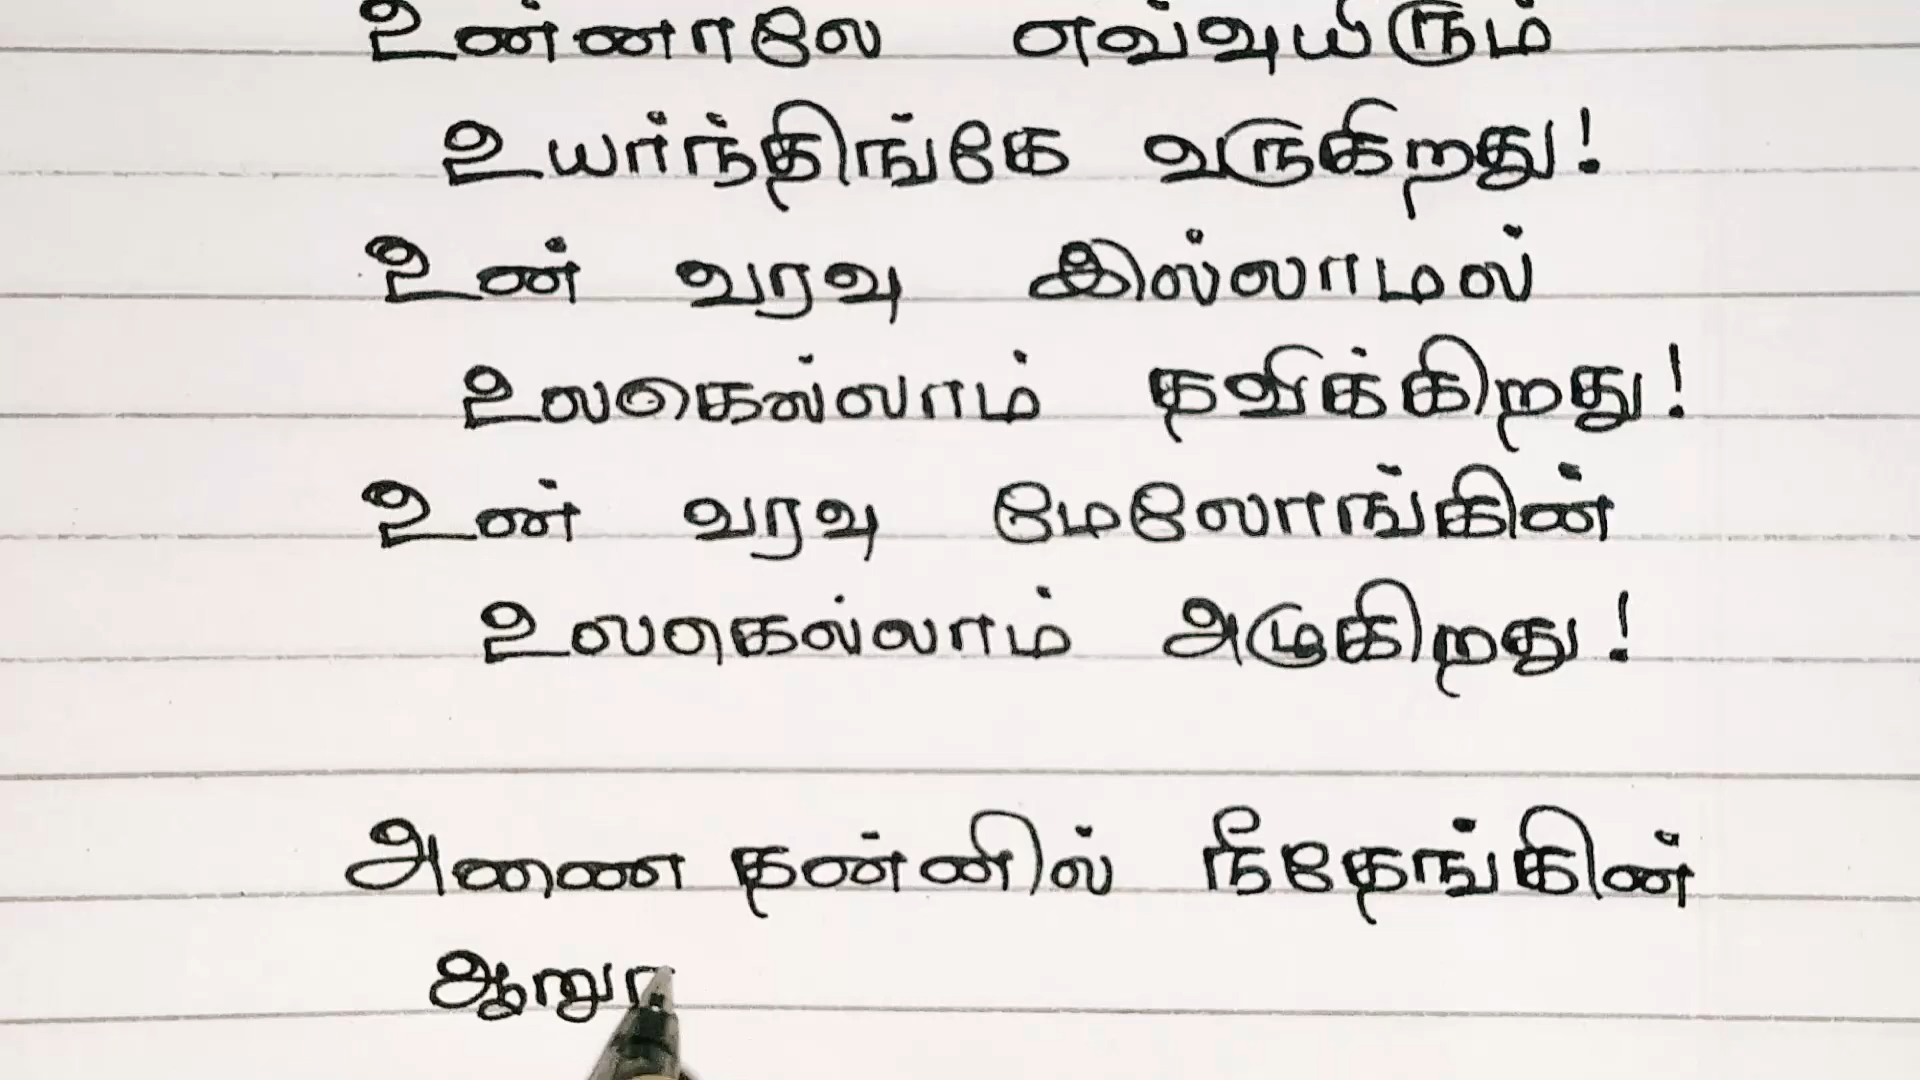 உன்னாலே எவ்வுயிரும்
உயர்ந்திங்கே வருகிறது!
உன் வரவு இல்லாமல்
உலகெல்லாம் தவிக்கிறது!
உன் வரவு மேலோங்கின்
உலகெல்லாம் அழுகிறது!
அணை தன்னில் நீதேங்கின்